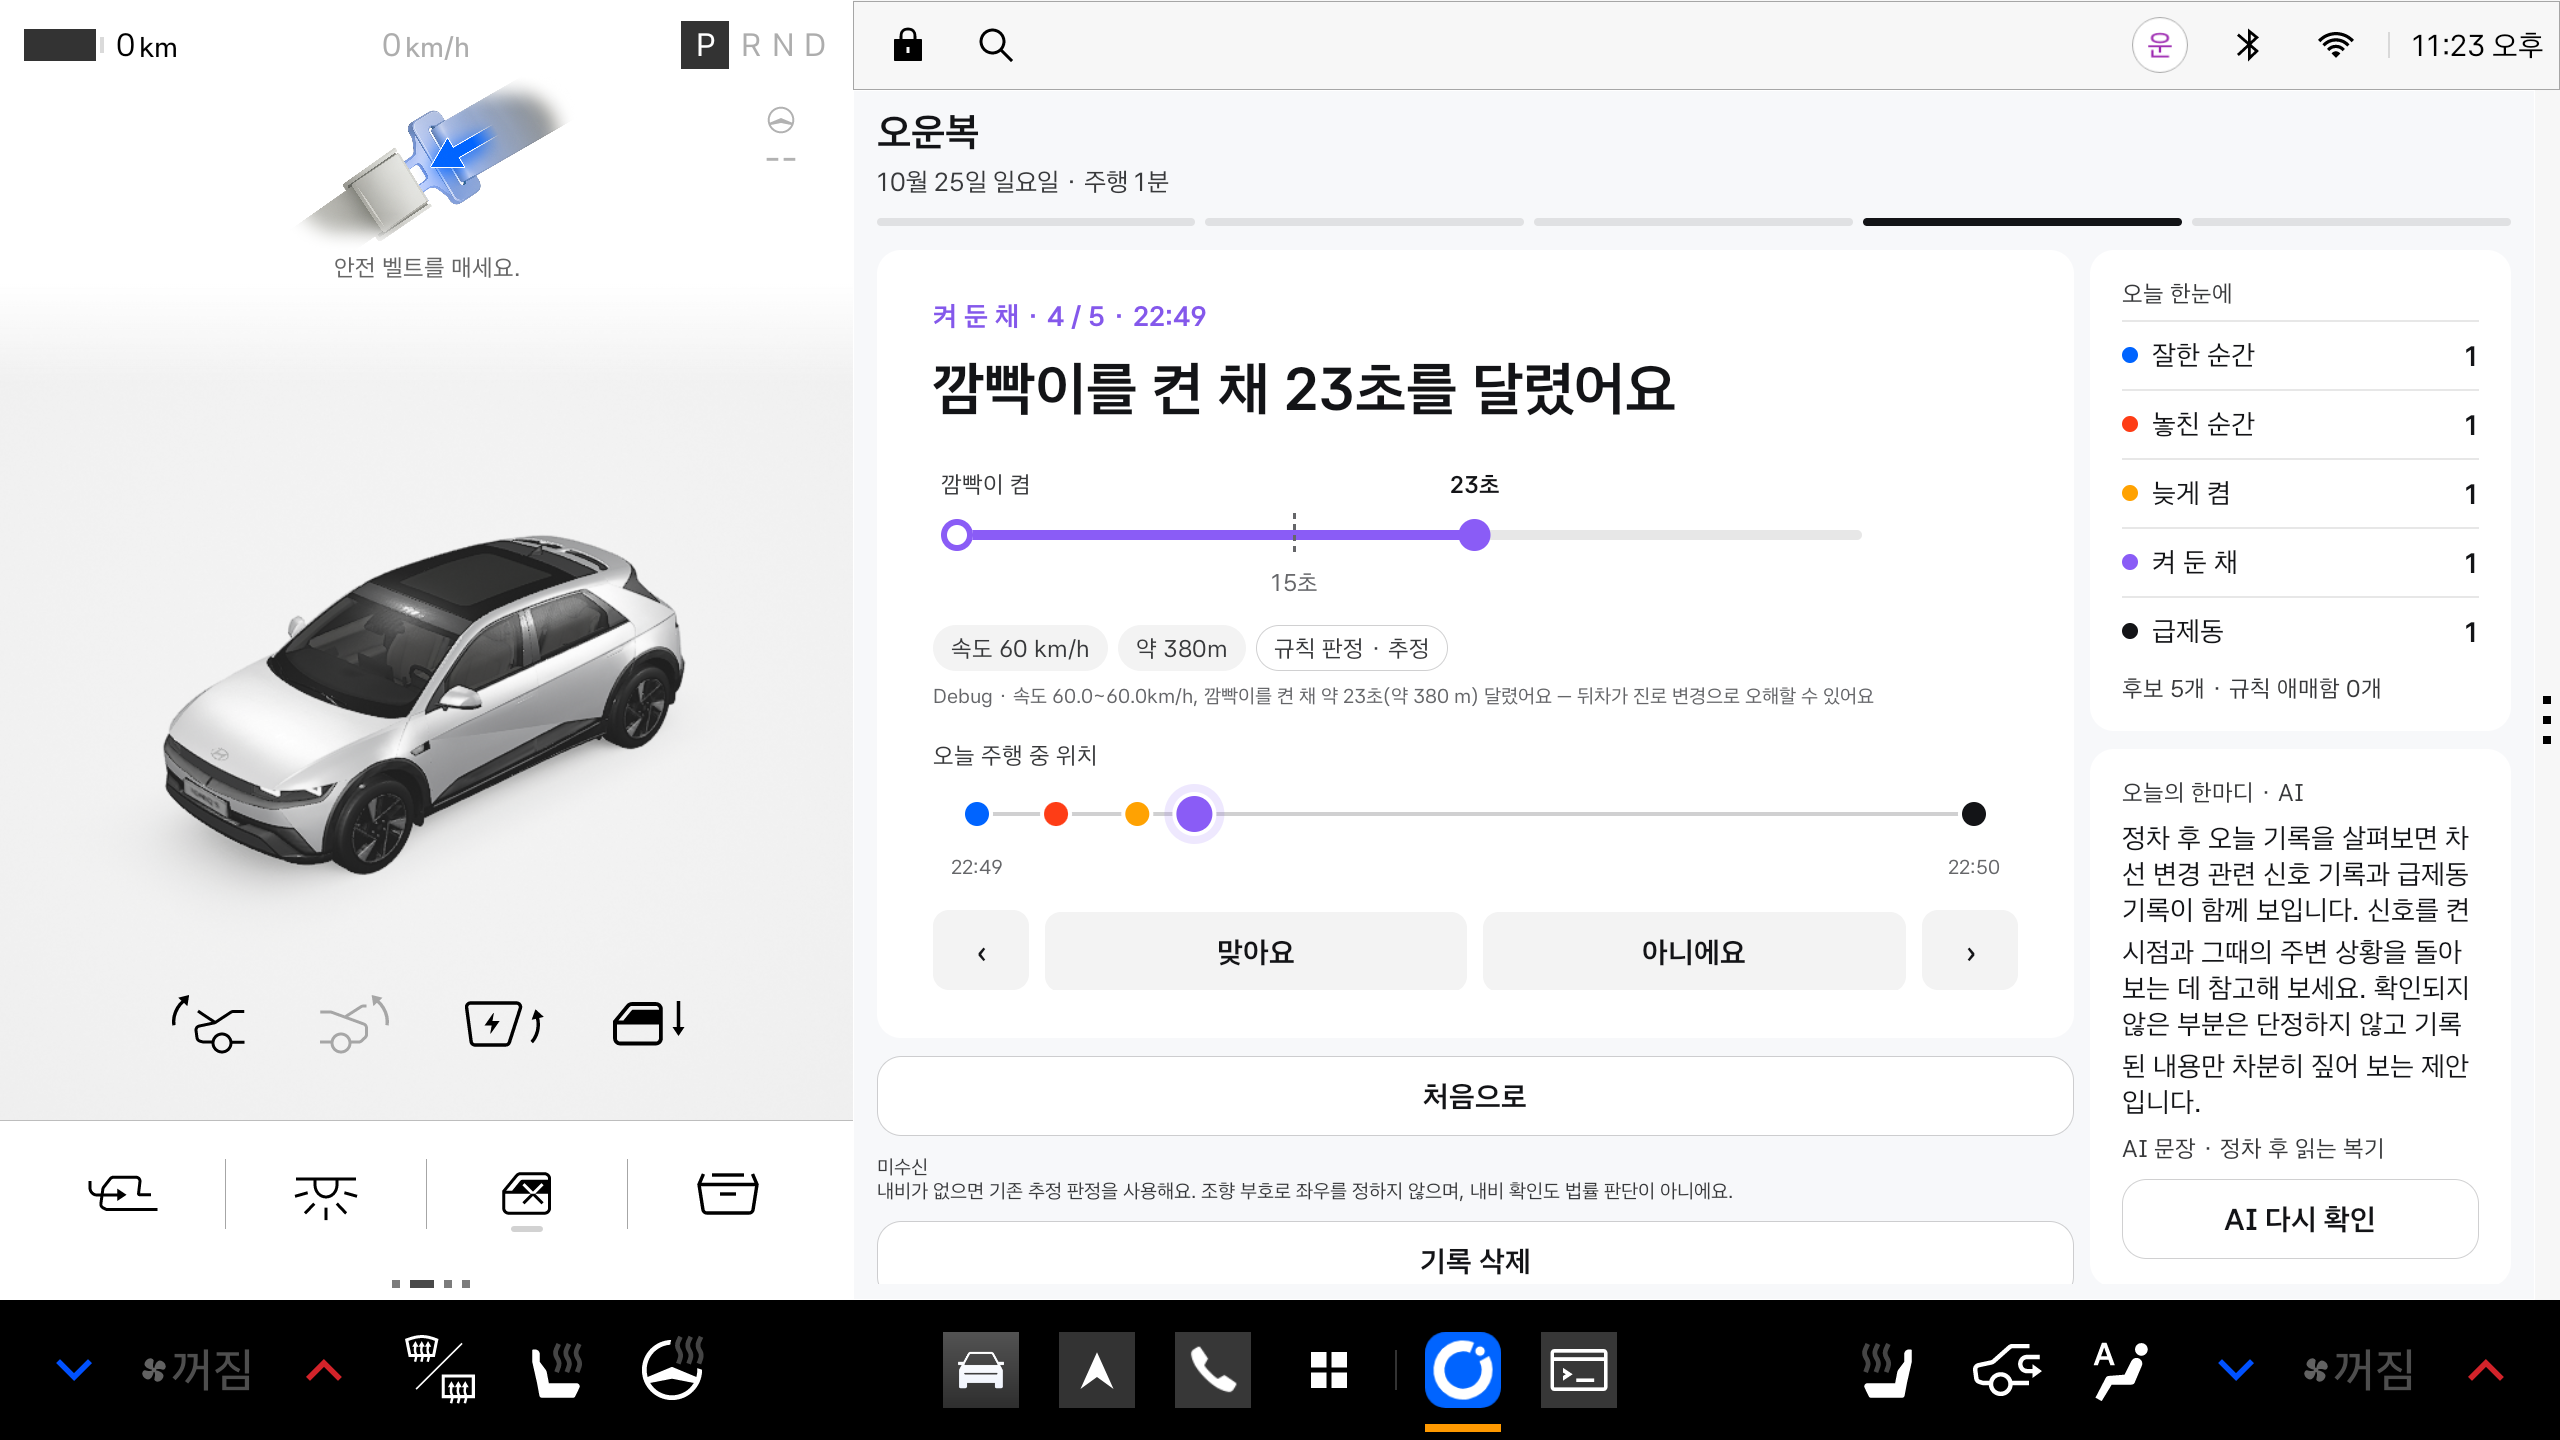 0 km
0 km/h
P R N D
운
11:23 오후
안전 벨트를 매세요.
오운복
10월 25일 일요일 · 주행 1분
켜 둔 채 · 4 / 5 · 22:49
깜빡이를 켠 채 23초를 달렸어요
깜빡이 켬
23초
15초
속도 60 km/h
약 380m
규칙 판정 · 추정
Debug · 속도 60.0~60.0km/h, 깜빡이를 켠 채 약 23초(약 380 m) 달렸어요 — 뒤차가 진로 변경으로 오해할 수 있어요
오늘 주행 중 위치
22:49
22:50
‹
맞아요
아니에요
›
처음으로
미수신
내비가 없으면 기존 추정 판정을 사용해요. 조향 부호로 좌우를 정하지 않으며, 내비 확인도 법률 판단이 아니에요.
기록 삭제
오늘 한눈에
잘한 순간 1
놓친 순간 1
늦게 켬 1
켜 둔 채 1
급제동 1
후보 5개 · 규칙 애매함 0개
오늘의 한마디 · AI
정차 후 오늘 기록을 살펴보면 차
선 변경 관련 신호 기록과 급제동
기록이 함께 보입니다. 신호를 켠
시점과 그때의 주변 상황을 돌아
보는 데 참고해 보세요. 확인되지
않은 부분은 단정하지 않고 기록
된 내용만 차분히 짚어 보는 제안
입니다.
AI 문장 · 정차 후 읽는 복기
AI 다시 확인
꺼짐
A
꺼짐